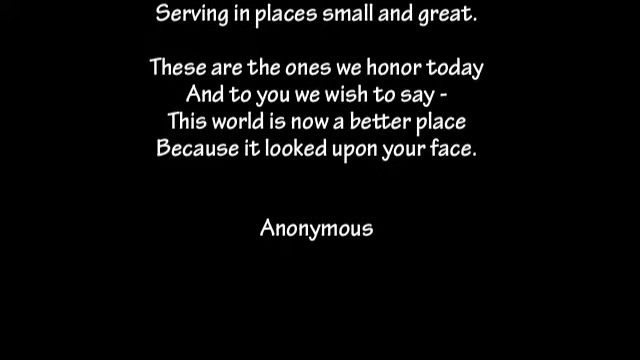 Serving in places small and great.
These are the ones we honor today
And to you we wish to say -
This world is now a better place
Because it looked upon your face.
Anonymous